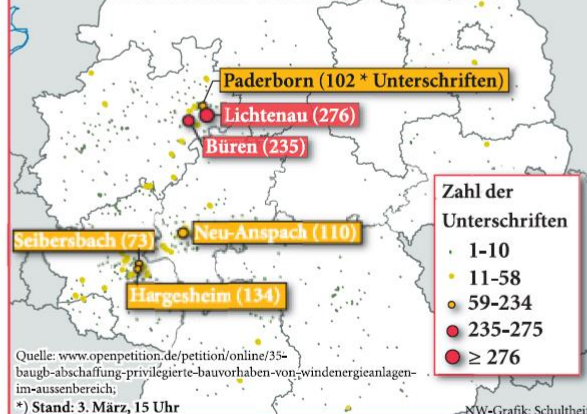 Paderborn (102 * Unterschriften)
Lichtenau (276)
Büren (235)
Zahl der
Unterschriften
1-10
11-58
59-234
235-275
≥ 276
Neu-Anspach (110)
Seibersbach (73)
Hargesheim (134)
Quelle: www.openpetition.de/petition/online/35-
baugb-abschaffung-privilegierte-bauvorhaben-von-windenergieanlagen-
im-aussenbereich;
*) Stand: 3. März, 15 Uhr
NW-Grafik: